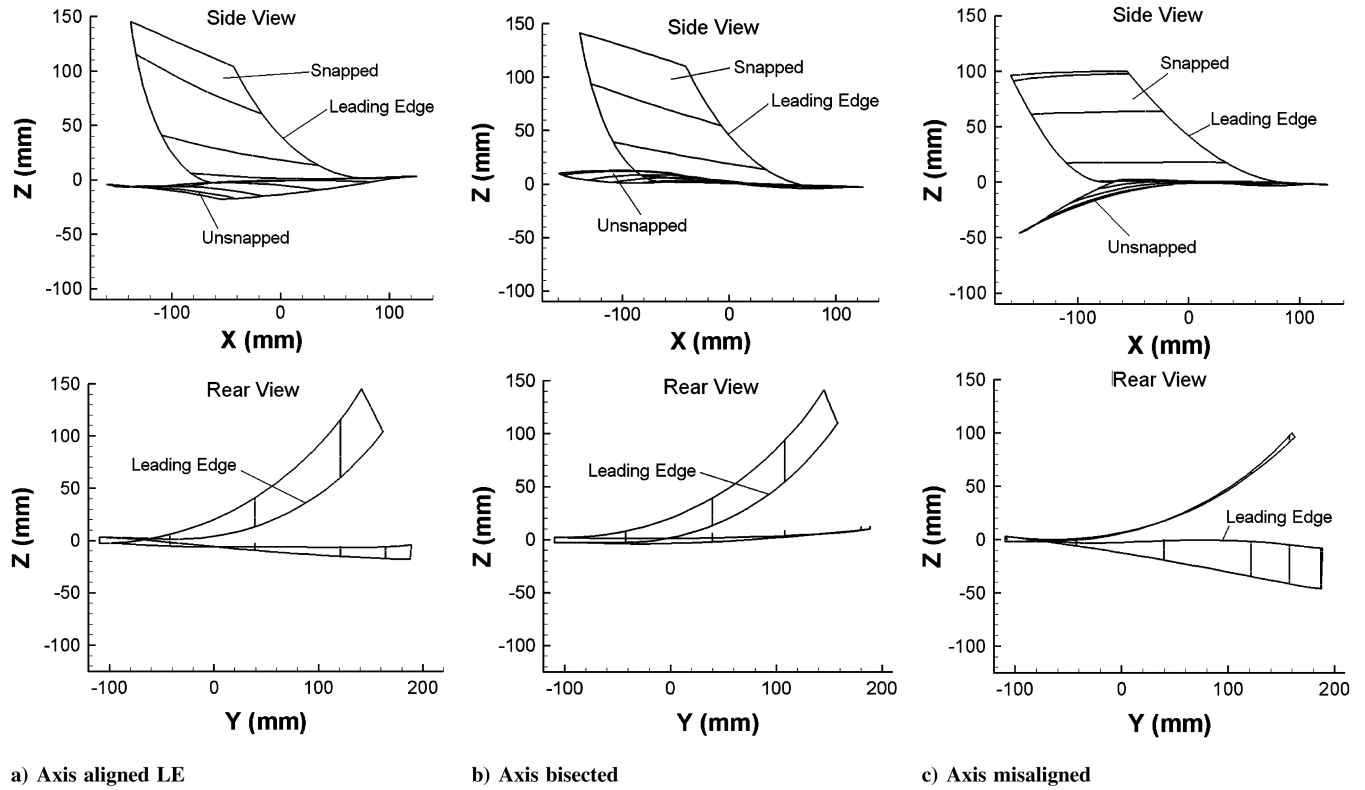 Side View
150
100
50
0
-50
-100
Z (mm)
Snapped
Leading Edge
Unsnapped
-100 0 100
X (mm)
Side View
150
100
50
0
-50
-100
Z (mm)
Snapped
Leading Edge
Unsnapped
-100 0 100
X (mm)
Side View
150
100
50
0
-50
-100
Z (mm)
Snapped
Leading Edge
Unsnapped
-100 0 100
X (mm)
Rear View
150
100
50
0
-50
-100
Z (mm)
Leading Edge
-100 0 100 200
Y (mm)
Rear View
150
100
50
0
-50
-100
Z (mm)
Leading Edge
-100 0 100 200
Y (mm)
Rear View
150
100
50
0
-50
-100
Z (mm)
Leading Edge
-100 0 100 200
Y (mm)
a) Axis aligned LE
b) Axis bisected
c) Axis misaligned